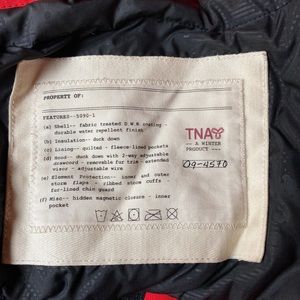 PROPERTY OF:
FEATURES--5090-1
(a) Shell-- fabric treated D.W.R coating -
durable water repellent finish
(b) Insulation-- duck down
(c) Lining-- quilted - fleece-lined pockets
(d) Hood-- duck down with 2-way adjustable
drawcord - removable fur trim - extended
visor - adjustable wire
(e) Element Protection-- inner and outer
storm flaps - ribbed storm cuffs -
fur-lined chin guard
(f) Misc-- hidden magnetic closure - inner
pocket
TNA
-- A WINTER
PRODUCT --
09-4570